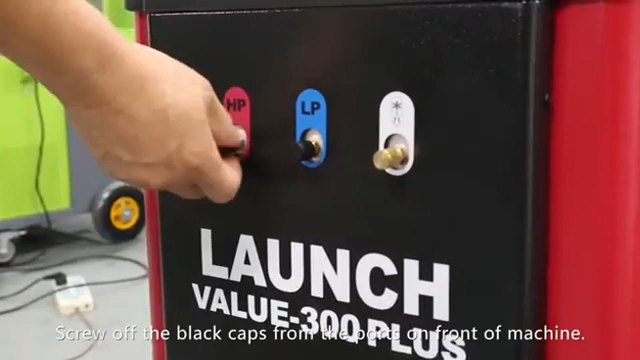 HP LP
LAUNCH
VALUE-300 PLUS
Screw off the black caps from the ports on front of machine.